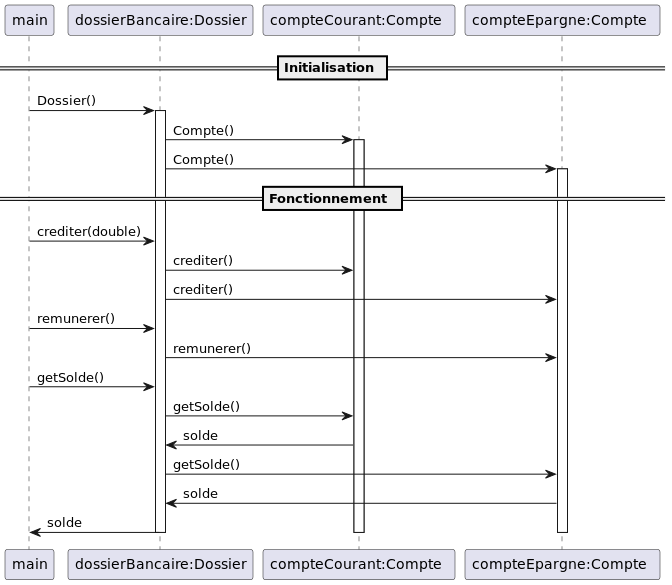 main dossierBancaire:Dossier compteCourant:Compte compteEpargne:Compte
Initialisation
Dossier()
Compte()
Compte()
Fonctionnement
crediter(double)
crediter()
crediter()
remunerer()
remunerer()
getSolde()
getSolde()
solde
getSolde()
solde
solde
main dossierBancaire:Dossier compteCourant:Compte compteEpargne:Compte